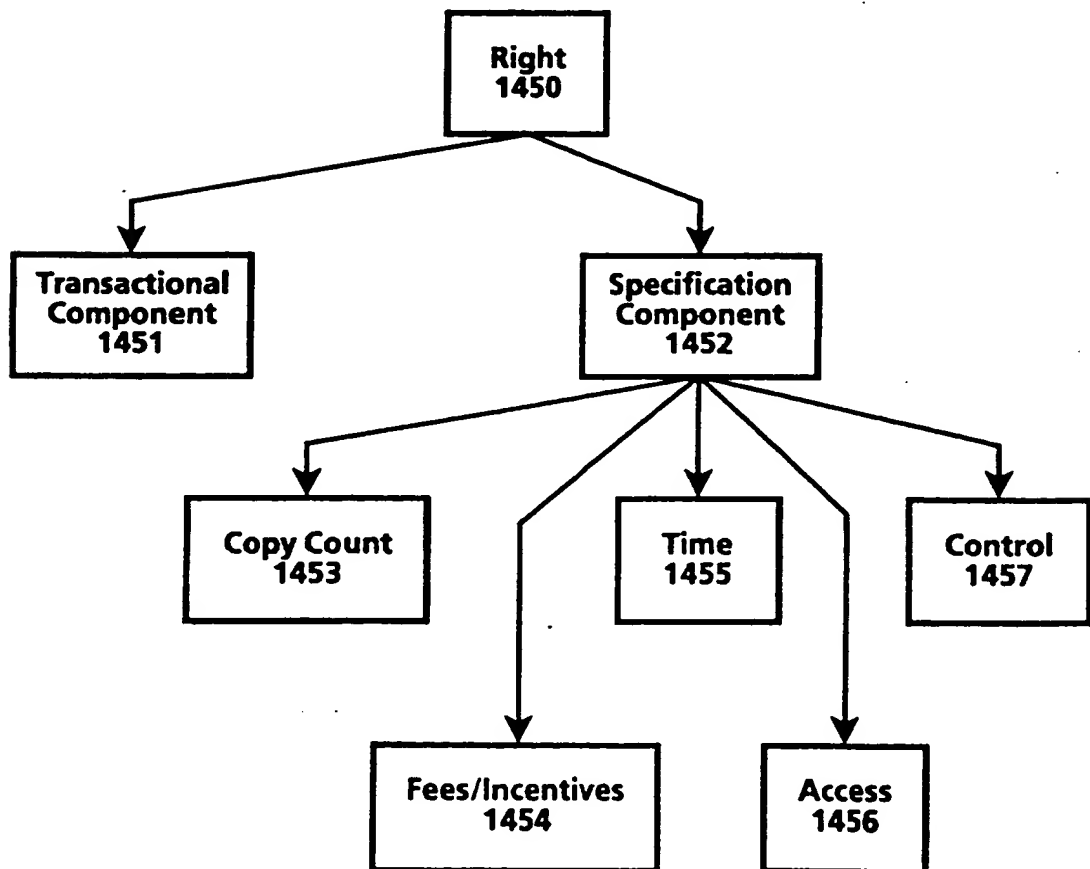 Right
1450
Transactional
Component
1451
Specification
Component
1452
Copy Count
1453
Time
1455
Control
1457
Fees/Incentives
1454
Access
1456